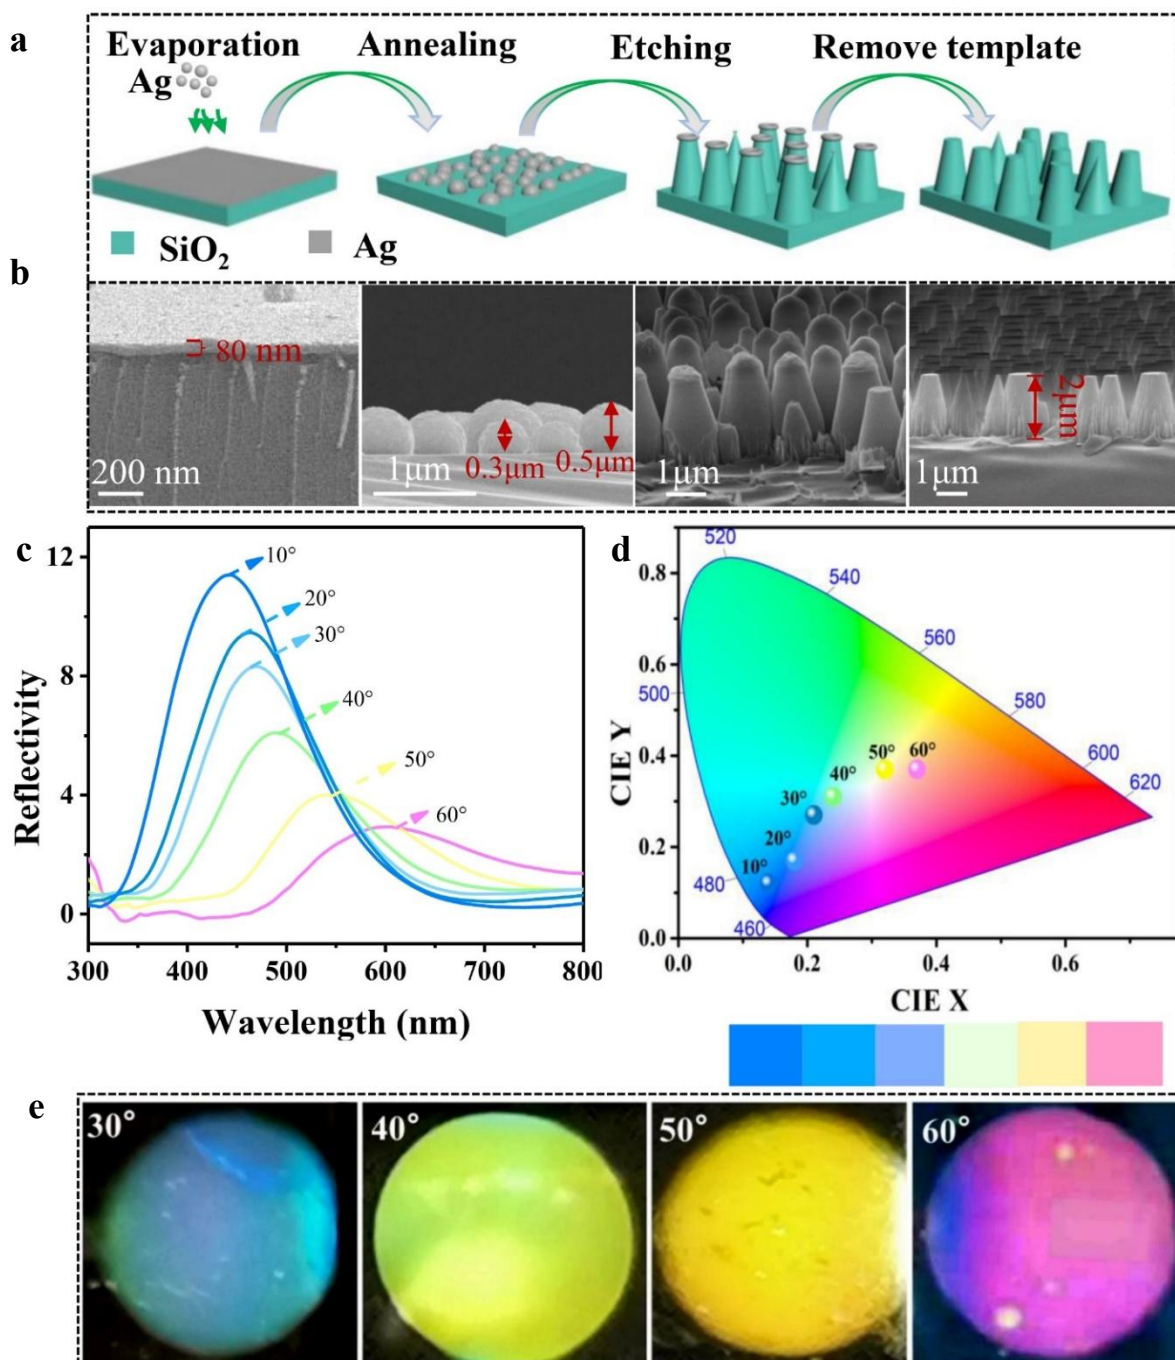 a
Evaporation Annealing Etching Remove template
Ag
SiO2 Ag
b
80 nm
200 nm
0.3μm
0.5μm
1μm
1μm
2μm
1μm
c
12
8
4
0
Reflectivity
10°
20°
30°
40°
50°
60°
300 400 500 600 700 800
Wavelength (nm)
d
0.8
0.6
0.4
0.2
0.0
CIE Y
520
540
560
500
580
600
620
480
460
10°
20°
30°
40°
50°
60°
0.0 0.2 0.4 0.6
CIE X
e
30° 40° 50° 60°